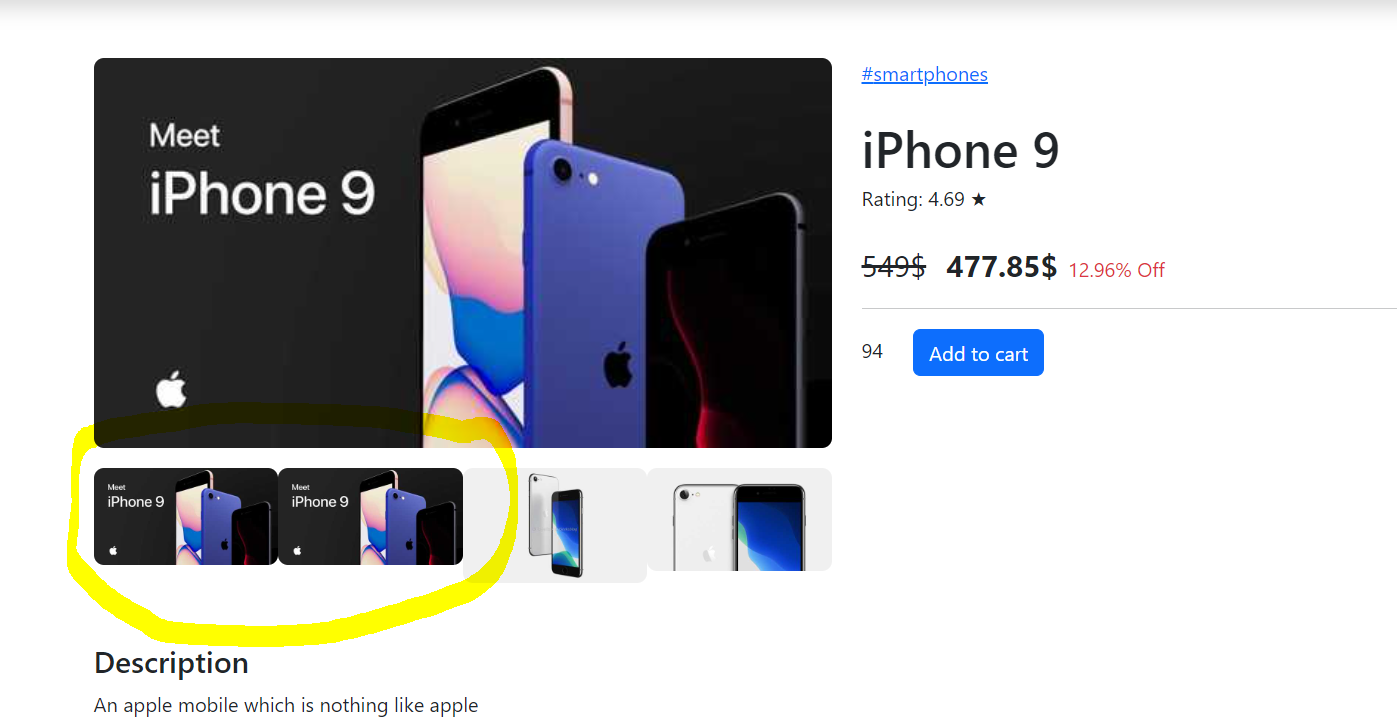 Meet
iPhone 9
#smartphones
iPhone 9
Rating: 4.69 ★
549$ 477.85$ 12.96% Off
94 Add to cart
Meet
iPhone 9
Meet
iPhone 9
Description
An apple mobile which is nothing like apple